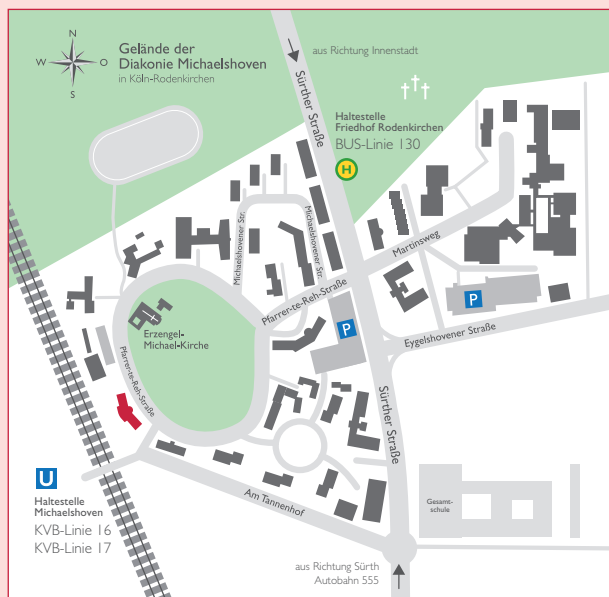 N
W O
S
Gelände der
Diakonie Michaelshoven
in Köln-Rodenkirchen
aus Richtung Innenstadt
Sürther Straße
Haltestelle
Friedhof Rodenkirchen
BUS-Linie 130
H
Michaelshovener Str.
Michaelshovener Str.
Martinsweg
Pfarrer-te-Reh-Straße
P
P
Eygelshovener Straße
Erzengel-
Michael-Kirche
Pfarrer-te-Reh-Straße
Sürther Straße
U
Haltestelle
Michaelshoven
KVB-Linie 16
KVB-Linie 17
Am Tannenhof
Gesamt-
schule
aus Richtung Sürth
Autobahn 555